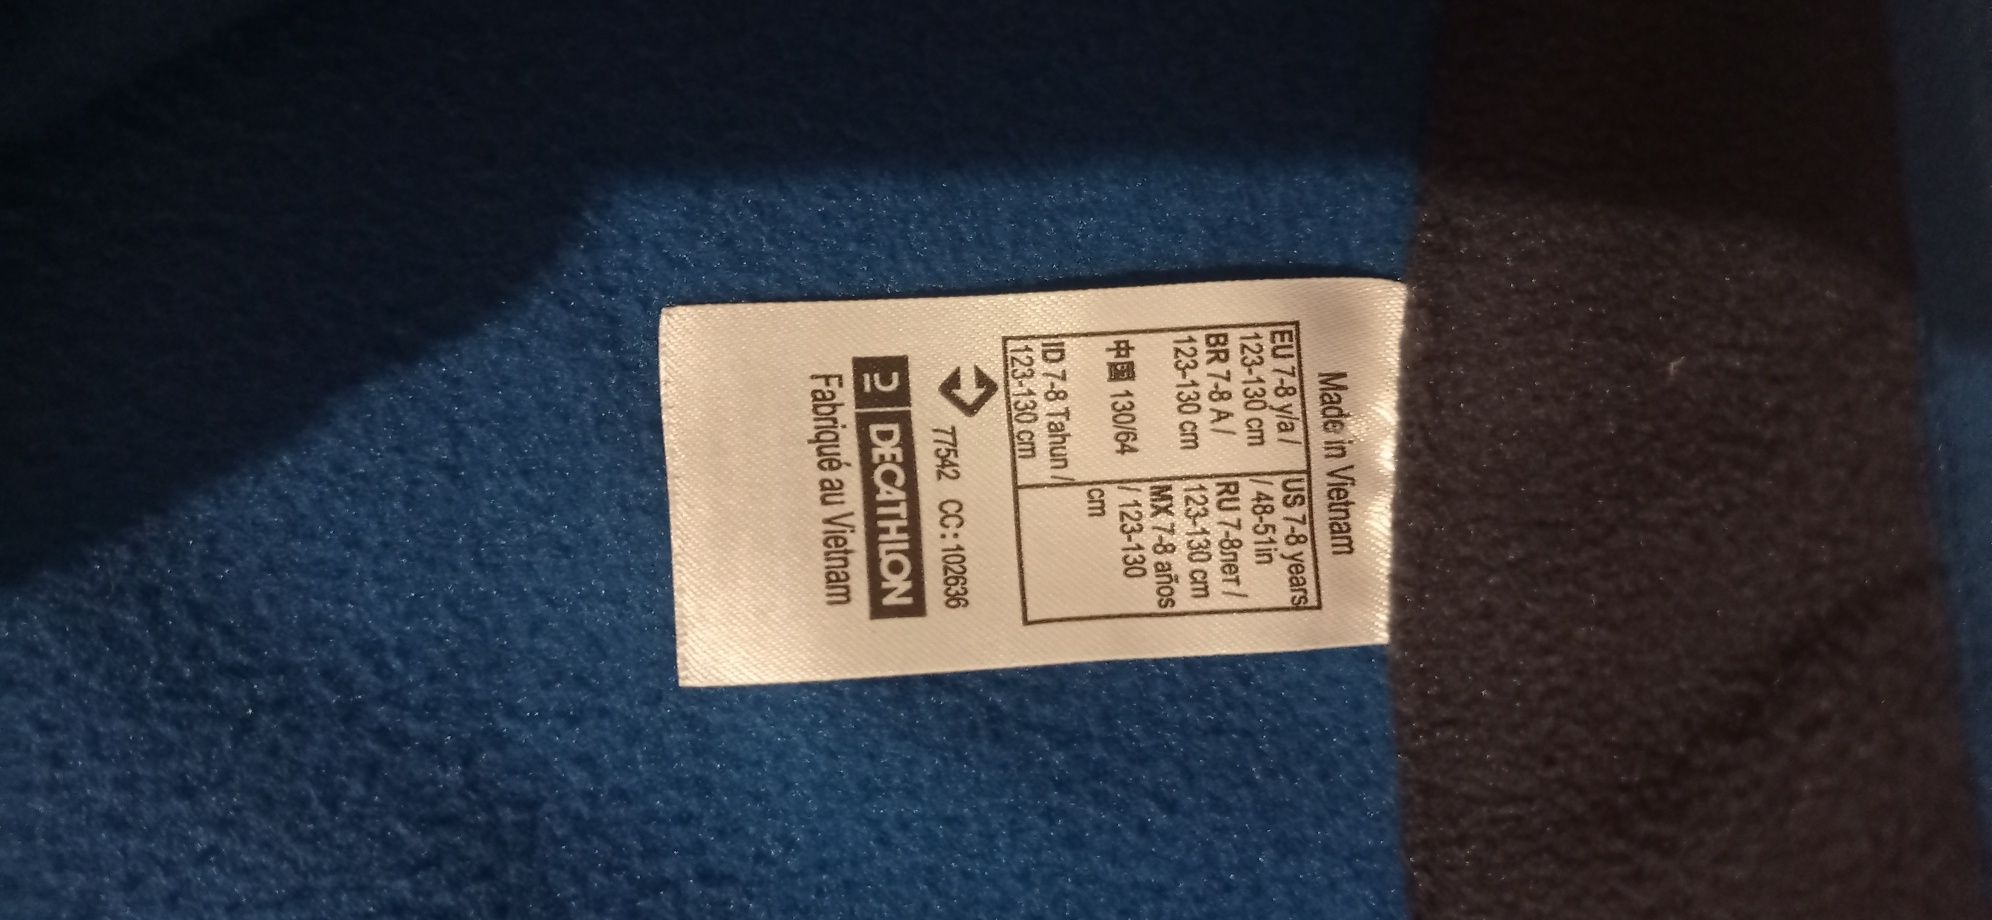 Made in Vietnam
EU 7-8 y/a /
123-130 cm
BR 7-8 A /
123-130 cm
中国 130/64
ID 7-8 Tahun /
123-130 cm
US 7-8 years
/ 48-51in
RU 7-8лет /
123-130 cm
MX 7-8 años
/ 123-130
cm
77542 CC:102636
DECATHLON
Fabriqué au Vietnam